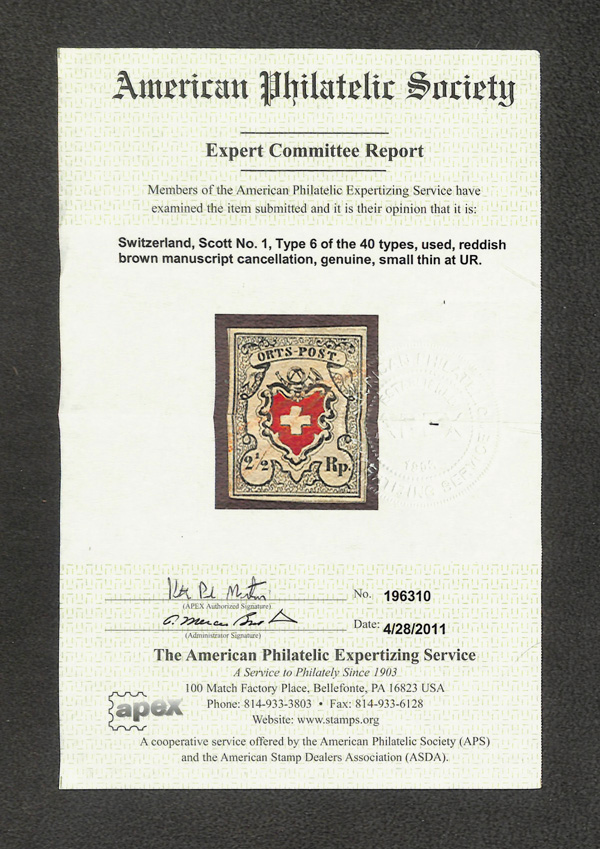 American Philatelic Society
Expert Committee Report
Members of the American Philatelic Expertizing Service have
examined the item submitted and it is their opinion that it is:
Switzerland, Scott No. 1, Type 6 of the 40 types, used, reddish
brown manuscript cancellation, genuine, small thin at UR.
ORTS-POST.
2½ Rp.
No. 196310
(APEX Authorized Signature)
Date: 4/28/2011
(Administrator Signature)
The American Philatelic Expertizing Service
A Service to Philately Since 1903
100 Match Factory Place, Bellefonte, PA 16823 USA
Phone: 814-933-3803 • Fax: 814-933-6128
Website: www.stamps.org
apex
A cooperative service offered by the American Philatelic Society (APS)
and the American Stamp Dealers Association (ASDA).